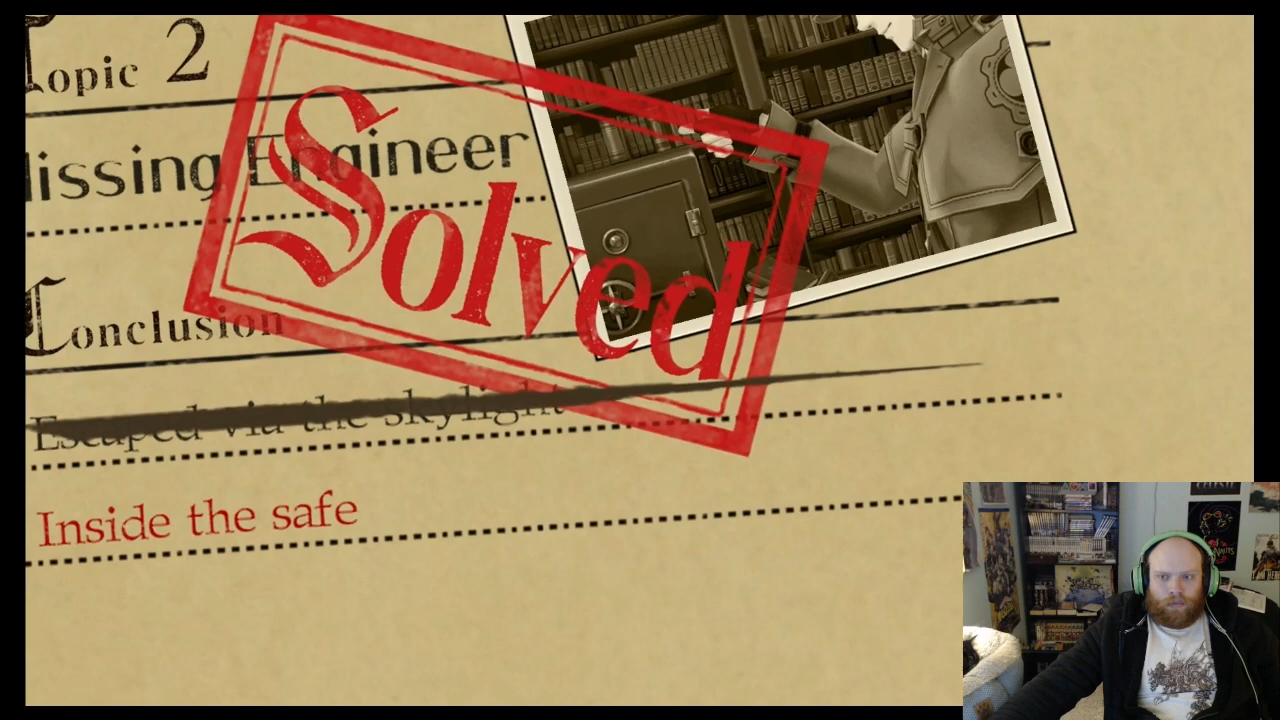 Topic 2
Missing Engineer
Solved
Conclusion
Escaped via the skylight
Inside the safe